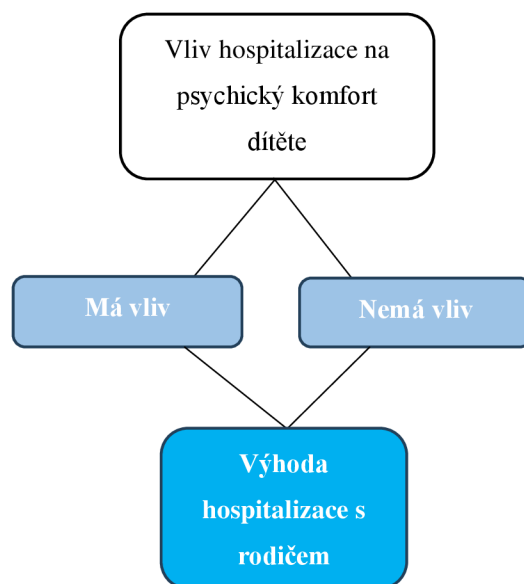 Vliv hospitalizace na
psychický komfort
dítěte
Má vliv
Nemá vliv
Výhoda
hospitalizace s
rodičem